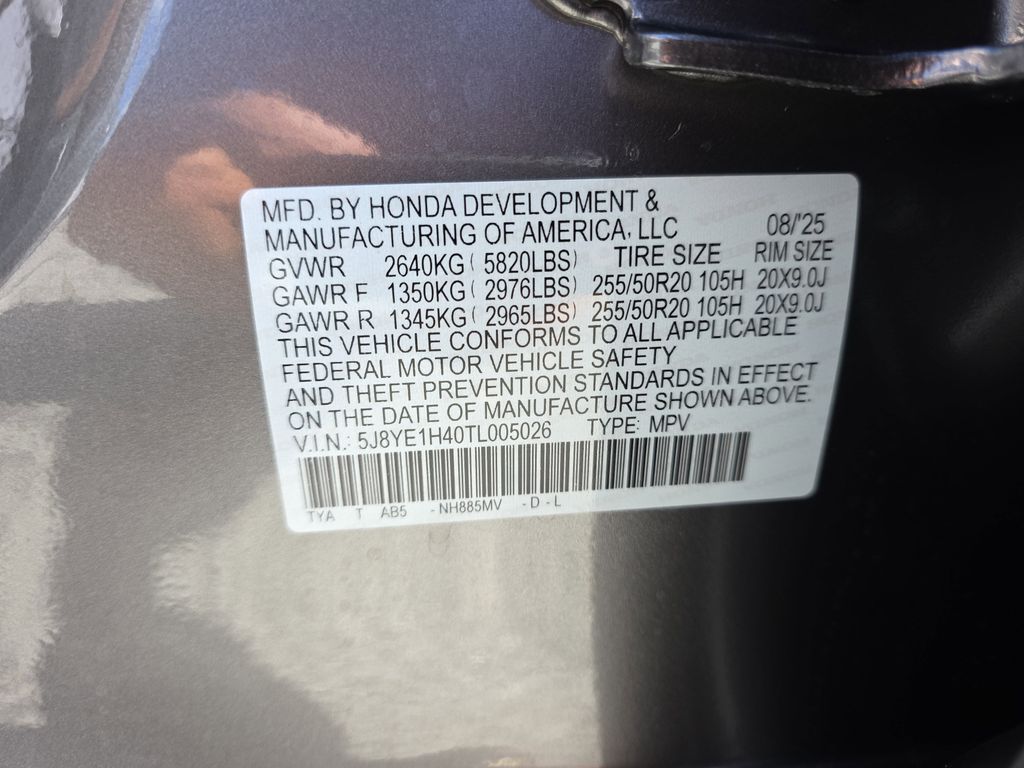 MFD. BY HONDA DEVELOPMENT &
MANUFACTURING OF AMERICA, LLC 08/'25
GVWR 2640KG ( 5820LBS) TIRE SIZE RIM SIZE
GAWR F 1350KG ( 2976LBS) 255/50R20 105H 20X9.0J
GAWR R 1345KG ( 2965LBS) 255/50R20 105H 20X9.0J
THIS VEHICLE CONFORMS TO ALL APPLICABLE
FEDERAL MOTOR VEHICLE SAFETY
AND THEFT PREVENTION STANDARDS IN EFFECT
ON THE DATE OF MANUFACTURE SHOWN ABOVE.
V.I.N.: 5J8YE1H40TL005026 TYPE: MPV
TYA T AB5 - NH885MV - D - L